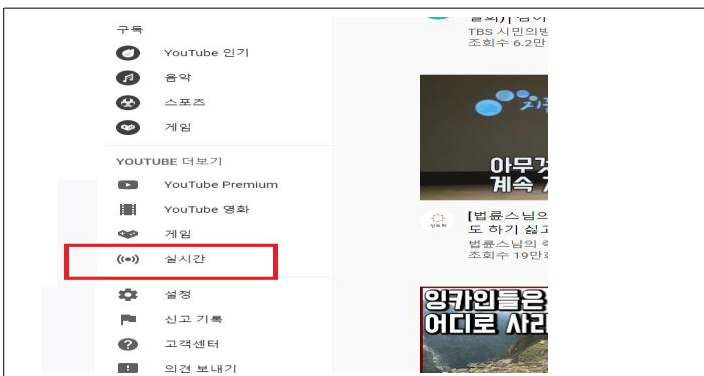 구독
YouTube 인기
음악
스포츠
게임
YOUTUBE 더보기
YouTube Premium
YouTube 영화
게임
실시간
설정
신고 기록
고객센터
의견 보내기
TBS 시민의방
조회수 6.2만
아무것
계속
[법륜스님의
도 하기 싫고
법륜스님의
조회수 19만회
잉카인들은
어디로 사라